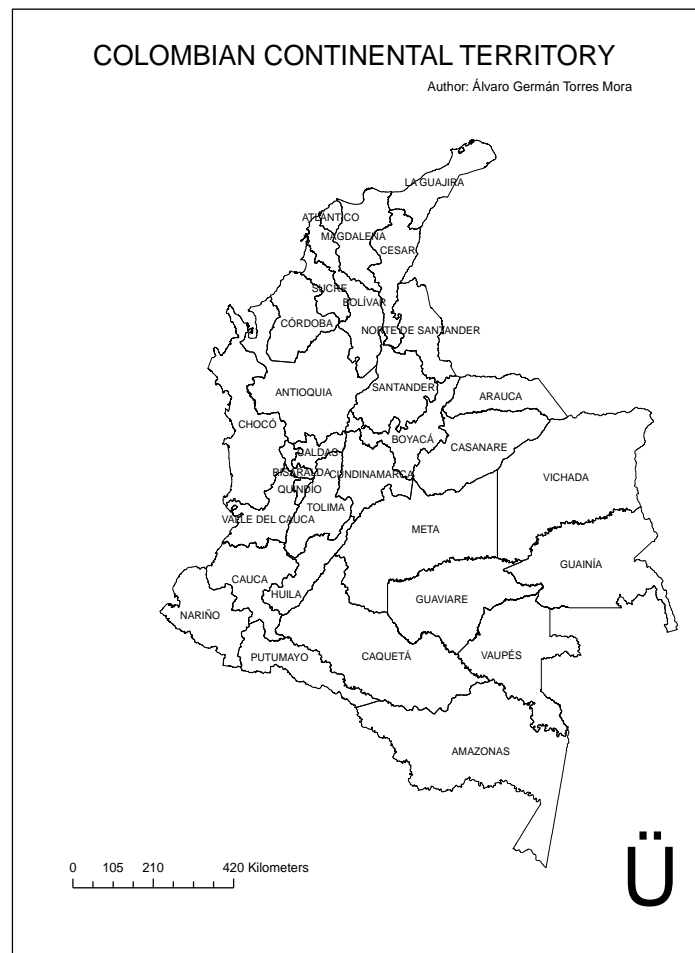 COLOMBIAN CONTINENTAL TERRITORY
Author: Álvaro Germán Torres Mora
LA GUAJIRA
ATLÁNTICO
MAGDALENA
CESAR
SUCRE
BOLÍVAR
CÓRDOBA
NORTE DE SANTANDER
ANTIOQUIA
SANTANDER
ARAUCA
CHOCÓ
BOYACÁ
CASANARE
CALDAS
RISARALDA
CUNDINAMARCA
VICHADA
QUINDÍO
TOLIMA
VALLE DEL CAUCA
META
GUAINÍA
CAUCA
HUILA
GUAVIARE
NARIÑO
PUTUMAYO
CAQUETÁ
VAUPÉS
AMAZONAS
0 105 210 420 Kilometers
Ü